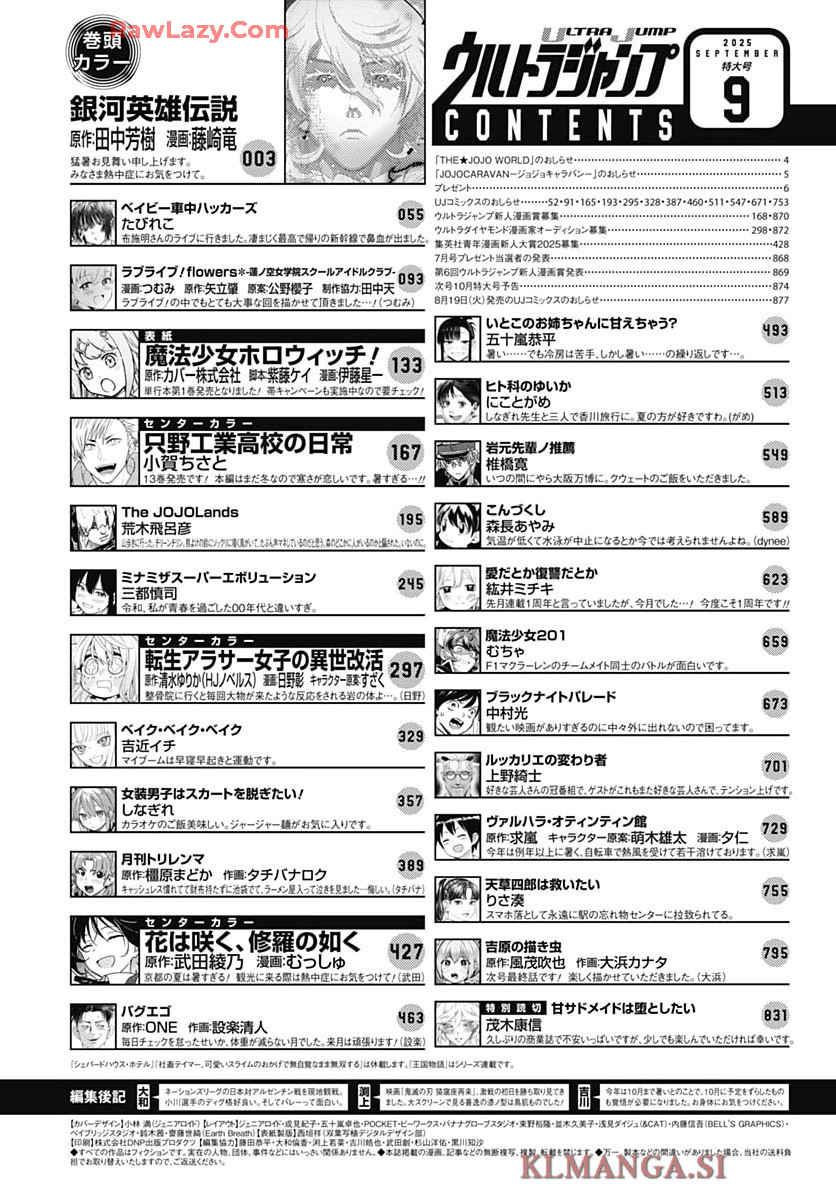 RawLazy.Com
巻頭
カラー
銀河英雄伝説
原作:田中芳樹 漫画:藤崎竜
猛暑お見舞い申し上げます。
みなさま熱中症にお気をつけて。
003
ベイビー車中ハッカーズ
たびれこ
布施明さんのライブに行きました。凄まじく最高で帰りの新幹線で鼻血が出ました。
055
ラブライブ!flowers*-蓮ノ空女学院スクールアイドルクラブ-
漫画:つむみ 原作:矢立肇 原案:公野櫻子 制作協力:田中天
ラブライブ!の中でもとても大事な回を描かせて頂きました…!(つむみ)
093
表紙
魔法少女ホロウィッチ!
原作:カバー株式会社 脚本:紫藤ケイ 漫画:伊藤星一
単行本第1巻発売となりました! 帯キャンペーンも実施中なので要チェック!
133
センターカラー
只野工業高校の日常
小賀ちさと
13巻発売です! 本編はまだ冬なので寒さが恋しいです。暑すぎる…!!
167
The JOJOLands
荒木飛呂彦
195
ミナミザスーパーエボリューション
三都慎司
令和、私が青春を過ごした00年代と違いすぎ。
245
センターカラー
転生アラサー女子の異世改活
原作:清水ゆりか(HJノベルス) 漫画:日野彰 キャラクター原案:すざく
整骨院に行くと毎回大物が来たような反応をされる岩の体よ…。(日野)
297
ベイク・ベイク・ベイク
吉近イチ
マイブームは早寝早起きと運動です。
329
女装男子はスカートを脱ぎたい!
しなぎれ
カラオケのご飯美味しい。ジャージャー麺がお気に入りです。
357
月刊トリレンマ
原作:橿原まどか 作画:タチバナロク
キャッシュレス慣れてて財布持たずに池袋でて、ラーメン屋入って泣きを見ました…悔しい。(タチバナ)
389
センターカラー
花は咲く、修羅の如く
原作:武田綾乃 漫画:むっしゅ
京都の夏は暑すぎる! 観光に来る際は熱中症にお気をつけて!(武田)
427
バグエゴ
原作:ONE 作画:設楽清人
毎日チェックを怠ったせいか、体重が減らない月でした。来月は頑張ります!(設楽)
463
ULTRA JUMP
ウルトラジャンプ
CONTENTS
2025
SEPTEMBER
特大号
9
「THE★JOJO WORLD」のおしらせ…4
「JOJOCARAVAN−ジョジョキャラバン−」のおしらせ…5
プレゼント…6
UJコミックスのおしらせ…52・91・165・193・295・328・387・460・511・547・671・753
ウルトラジャンプ新人漫画賞募集…168・870
ウルトラダイヤモンド漫画家オーディション募集…298・872
集英社青年漫画新人大賞2025募集…428
7月号プレゼント当選者の発表…868
第6回ウルトラジャンプ新人漫画賞発表…869
次号10月特大号予告…874
8月19日(火)発売のUJコミックスのおしらせ…877
いとこのお姉ちゃんに甘えちゃう?
五十嵐恭平
暑い……でも冷房は苦手、しかし暑い……の繰り返しです…。
493
ヒト科のゆいか
にことがめ
しなぎれ先生と三人で香川旅行に。夏の方が好きですわ。(がめ)
513
岩元先輩ノ推薦
椎橋寛
いつの間にやら大阪万博に。クウェートのご飯をいただきました。
549
こんづくし
森長あやみ
気温が低くて水泳が中止になるとか今では考えられませんよね。(dynee)
589
愛だとか復讐だとか
紘井ミチキ
先月連載1周年と言っていましたが、今月でした…! 今度こそ1周年です!!
623
魔法少女201
むちゃ
F1マクラーレンのチームメイト同士のバトルが面白いです。
659
ブラックナイトパレード
中村光
観たい映画がありすぎるのに中々外に出れないので困ってます。
673
ルッカリエの変わり者
上野綺士
好きな芸人さんの冠番組で、ゲストがこれもまた好きな芸人さんで、テンション上げです。
701
ヴァルハラ・オティンティン館
原作:求嵐 キャラクター原案:萌木雄太 漫画:夕仁
今年は例年以上に暑く、自転車で熱風を受けて若干溶けております。(求嵐)
729
天草四郎は救いたい
りさ湊
スマホ落として永遠に駅の忘れ物センターに拉致られてる。
755
吉原の描き虫
原作:風茂吹也 作画:大浜カナタ
次号最終話です! 楽しく描かせていただきました。(大浜)
795
特別読切 甘サドメイドは堕としたい
茂木康信
久しぶりの商業誌で不安いっぱいですが、少しでも楽しんでいただければ幸いです。
831
『シェパードハウス・ホテル』『社畜テイマー、可愛いスライムのおかげで無自覚なまま無双する』は休載します。『王国物語』はシリーズ連載です。
編集後記
大和
ネーションズリーグの日本対アルゼンチン戦を現地観戦。
小川選手のディグ格好良い。そしてバレーって面白い。
渕上
映画『鬼滅の刃 猗窩座再来』、激戦の初日を勝ち取り見てきました。大スクリーンで見る善逸の漆ノ型は鳥肌ものでした!
吉川
今年は10月まで暑いとのことで、10月に予定をずらしたものも覚悟が必要になりました。お身体にお気をつけください。
【カバーデザイン】小林 満(ジェニアロイド)【レイアウト】ジェニアロイド・成見紀子・五十嵐卓也・POCKET・ビーワークス・バナナグローブスタジオ・東野裕隆・並木久美子・浅見ダイジュ(&CAT)・内藤信吾(BELL'S GRAPHICS)・
ベイブリッジスタジオ・鈴木茜・齋藤世綺(Earth Breath)【表紙製版】西垣祥(双葉写植デジタルデザイン部)
【印刷】株式会社DNP出版プロダクツ【編集協力】藤田恭平・大和倫香・渕上若菜・吉川皓也・武田創・杉山洋佑・黒川知沙
◆すべての作品はフィクションです。実在の人物、団体、事件などにはいっさい関係ありません。◆本誌掲載の漫画、記事などの無断複写、複製、転載を禁じます。◆万一、製本などの間違いがありました場合、当社の送料負担でお取り替えいたしますので、ご返送ください。
KLMANGA.SI